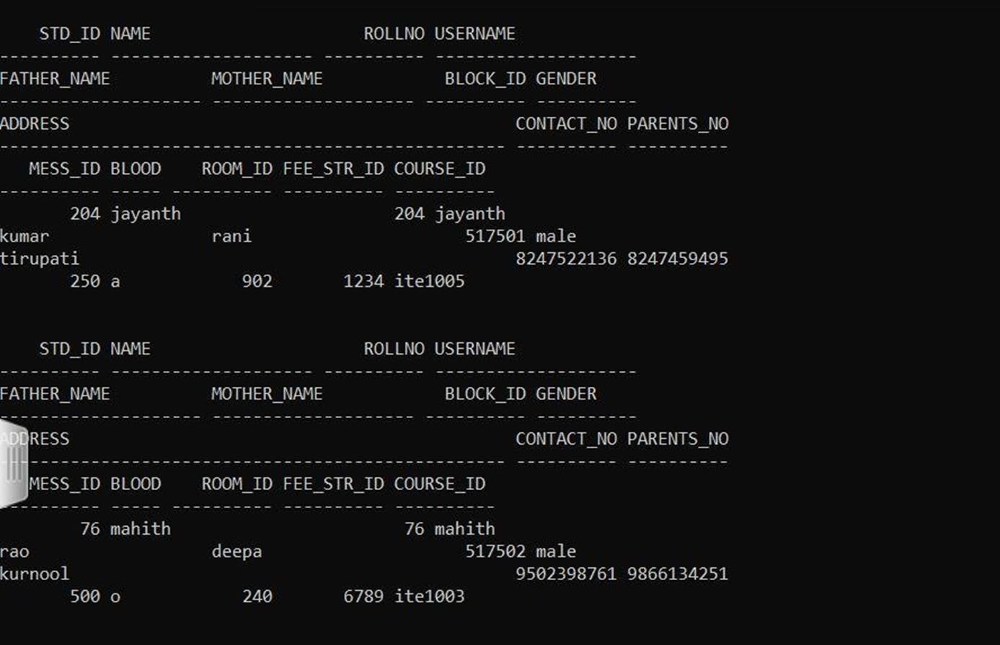 STD_ID NAME ROLLNO USERNAME
---------- -------------------- ---------- --------------------
FATHER_NAME MOTHER_NAME BLOCK_ID GENDER
-------------------- -------------------- ---------- ----------
ADDRESS CONTACT_NO PARENTS_NO
-------------------------------------------------- ---------- ----------
MESS_ID BLOOD ROOM_ID FEE_STR_ID COURSE_ID
---------- ----- ---------- ---------- ----------
204 jayanth 204 jayanth
kumar rani 517501 male
tirupati 8247522136 8247459495
250 a 902 1234 ite1005
STD_ID NAME ROLLNO USERNAME
---------- -------------------- ---------- --------------------
FATHER_NAME MOTHER_NAME BLOCK_ID GENDER
-------------------- -------------------- ---------- ----------
ADDRESS CONTACT_NO PARENTS_NO
-------------------------------------------------- ---------- ----------
MESS_ID BLOOD ROOM_ID FEE_STR_ID COURSE_ID
---------- ----- ---------- ---------- ----------
76 mahith 76 mahith
rao deepa 517502 male
kurnool 9502398761 9866134251
500 o 240 6789 ite1003